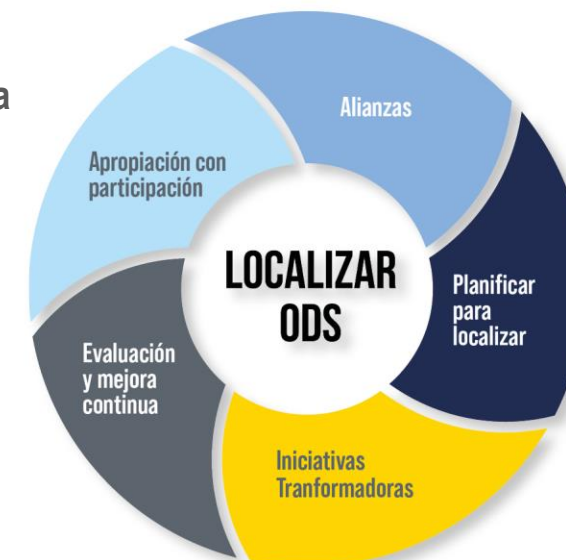 a
Alianzas
Apropiación con
participación
LOCALIZAR
ODS
Planificar
para
localizar
Evaluación
y mejora
continua
Iniciativas
Tranformadoras